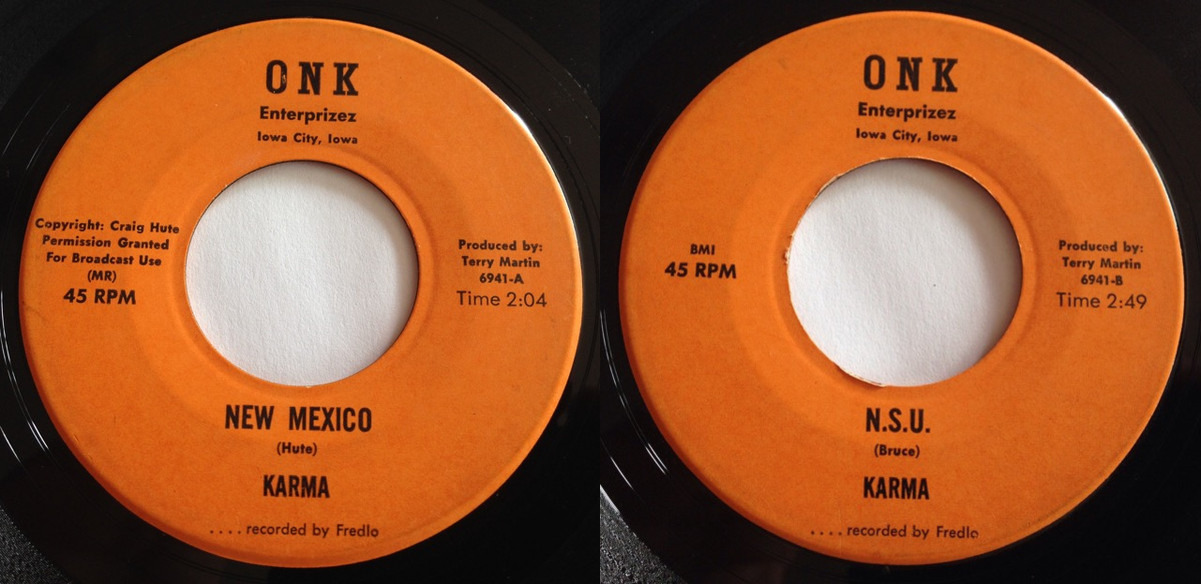 ONK
Enterprizez
Iowa City, Iowa
Copyright: Craig Hute
Permission Granted
For Broadcast Use
(MR)
45 RPM
Produced by:
Terry Martin
6941-A
Time 2:04
NEW MEXICO
(Hute)
KARMA
....recorded by Fredlo
ONK
Enterprizez
Iowa City, Iowa
BMI
45 RPM
Produced by:
Terry Martin
6941-B
Time 2:49
N.S.U.
(Bruce)
KARMA
....recorded by Fredlo